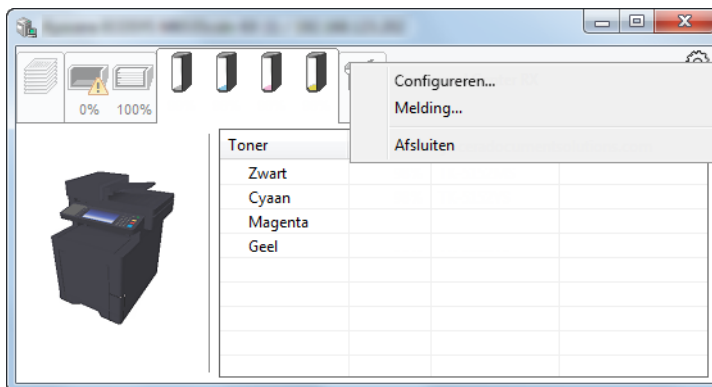 0% 100%
Configureren...
Melding...
Afsluiten
Toner
Zwart
Cyaan
Magenta
Geel